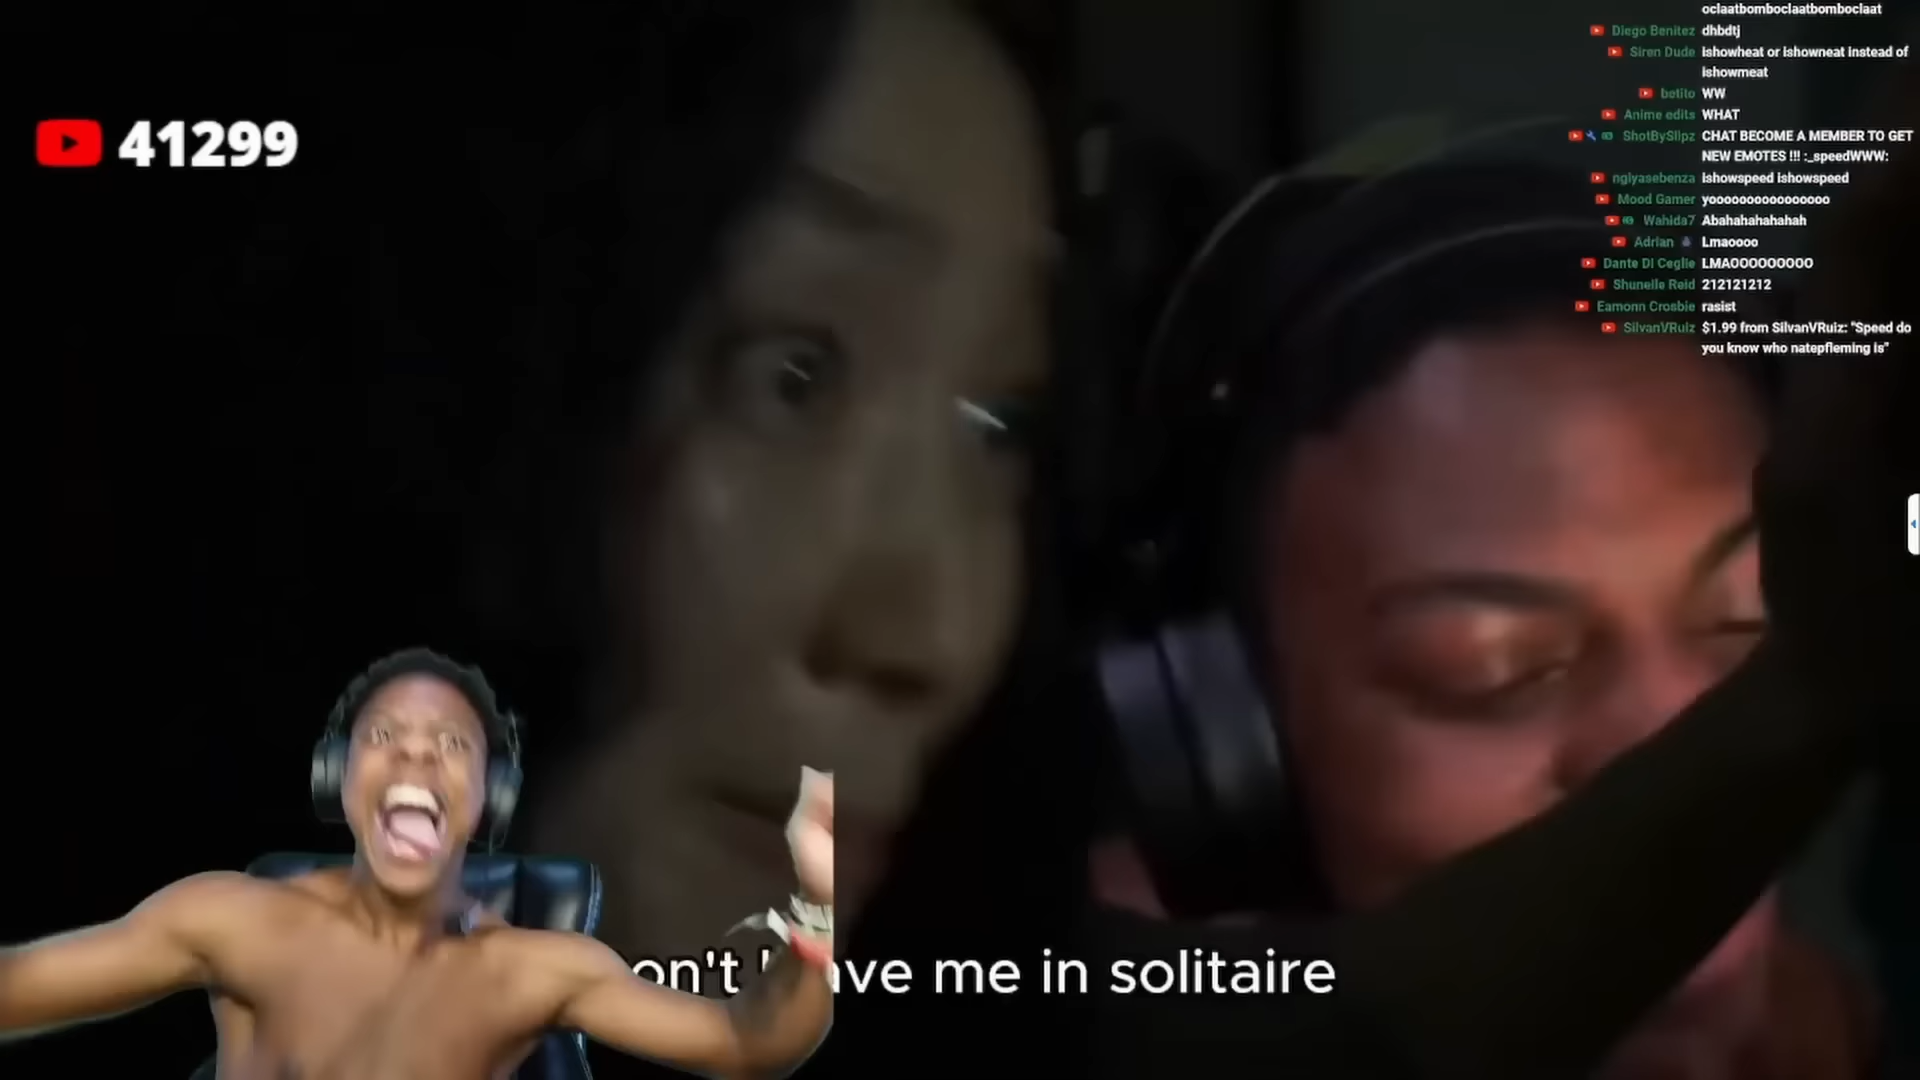 oclaatbomboclaatbomboclaat
Diego Benitez dhbdtj
Siren Dude ishowheat or ishowneat instead of
ishowmeat
betito WW
Anime edits WHAT
ShotBySlipz CHAT BECOME A MEMBER TO GET
NEW EMOTES !!! :_speedWWW:
41299
ngiyasebenza ishowspeed ishowspeed
Mood Gamer yoooooooooooooooo
Wahida7 Abahahahahahah
Adrian Lmaoooo
Dante Di Ceglie LMAOOOOOOOOO
Shunelle Reid 212121212
Eamonn Crosbie rasist
SilvanVRuiz $1.99 from SilvanVRuiz: "Speed do
you know who natepfleming is"
on't ave me in solitaire